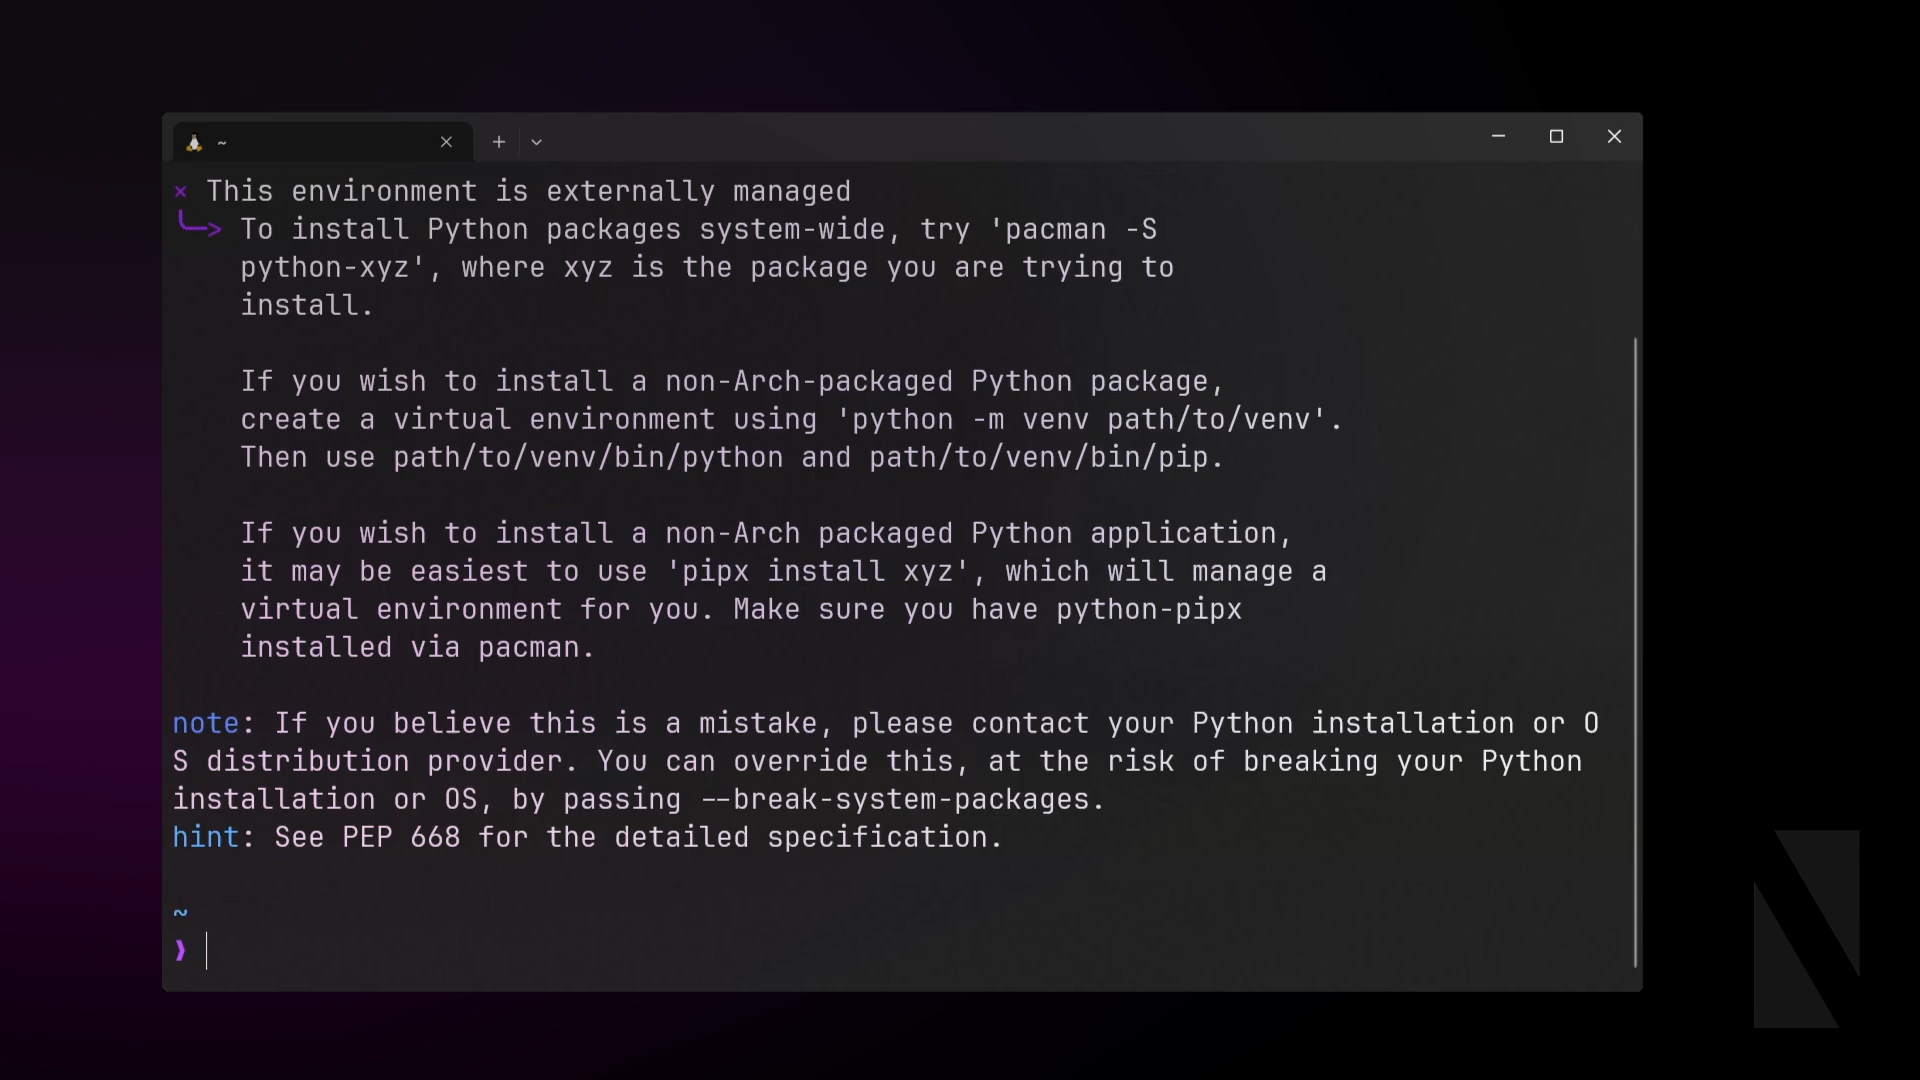 ~
× This environment is externally managed
╰─> To install Python packages system-wide, try 'pacman -S
python-xyz', where xyz is the package you are trying to
install.
If you wish to install a non-Arch-packaged Python package,
create a virtual environment using 'python -m venv path/to/venv'.
Then use path/to/venv/bin/python and path/to/venv/bin/pip.
If you wish to install a non-Arch packaged Python application,
it may be easiest to use 'pipx install xyz', which will manage a
virtual environment for you. Make sure you have python-pipx
installed via pacman.
note: If you believe this is a mistake, please contact your Python installation or O
S distribution provider. You can override this, at the risk of breaking your Python
installation or OS, by passing --break-system-packages.
hint: See PEP 668 for the detailed specification.
~
❯